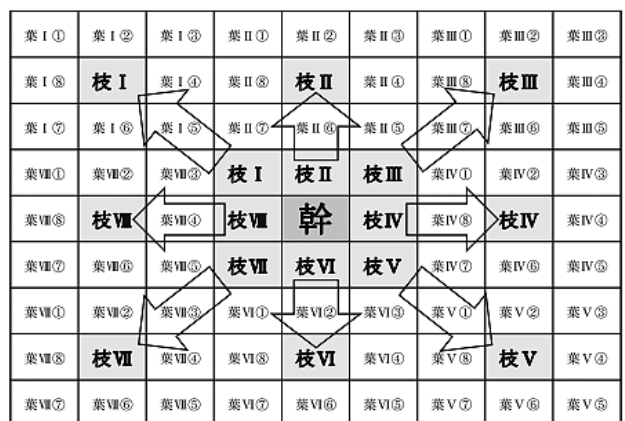 葉Ⅰ① 葉Ⅰ② 葉Ⅰ③ 葉Ⅱ① 葉Ⅱ② 葉Ⅱ③ 葉Ⅲ① 葉Ⅲ② 葉Ⅲ③
葉Ⅰ⑧ 枝Ⅰ 葉Ⅰ④ 葉Ⅱ⑧ 枝Ⅱ 葉Ⅱ④ 葉Ⅲ⑧ 枝Ⅲ 葉Ⅲ④
葉Ⅰ⑦ 葉Ⅰ⑥ 葉Ⅰ⑤ 葉Ⅱ⑦ 葉Ⅱ⑥ 葉Ⅱ⑤ 葉Ⅲ⑦ 葉Ⅲ⑥ 葉Ⅲ⑤
葉Ⅷ① 葉Ⅷ② 葉Ⅷ③ 枝Ⅰ 枝Ⅱ 枝Ⅲ 葉Ⅳ① 葉Ⅳ② 葉Ⅳ③
葉Ⅷ⑧ 枝Ⅷ 葉Ⅷ④ 枝Ⅷ 幹 枝Ⅳ 葉Ⅳ⑧ 枝Ⅳ 葉Ⅳ④
葉Ⅷ⑦ 葉Ⅷ⑥ 葉Ⅷ⑤ 枝Ⅶ 枝Ⅵ 枝Ⅴ 葉Ⅳ⑦ 葉Ⅳ⑥ 葉Ⅳ⑤
葉Ⅶ① 葉Ⅶ② 葉Ⅶ③ 葉Ⅵ① 葉Ⅵ② 葉Ⅵ③ 葉Ⅴ① 葉Ⅴ② 葉Ⅴ③
葉Ⅶ⑧ 枝Ⅶ 葉Ⅶ④ 葉Ⅵ⑧ 枝Ⅵ 葉Ⅵ④ 葉Ⅴ⑧ 枝Ⅴ 葉Ⅴ④
葉Ⅶ⑦ 葉Ⅶ⑥ 葉Ⅶ⑤ 葉Ⅵ⑦ 葉Ⅵ⑥ 葉Ⅵ⑤ 葉Ⅴ⑦ 葉Ⅴ⑥ 葉Ⅴ⑤